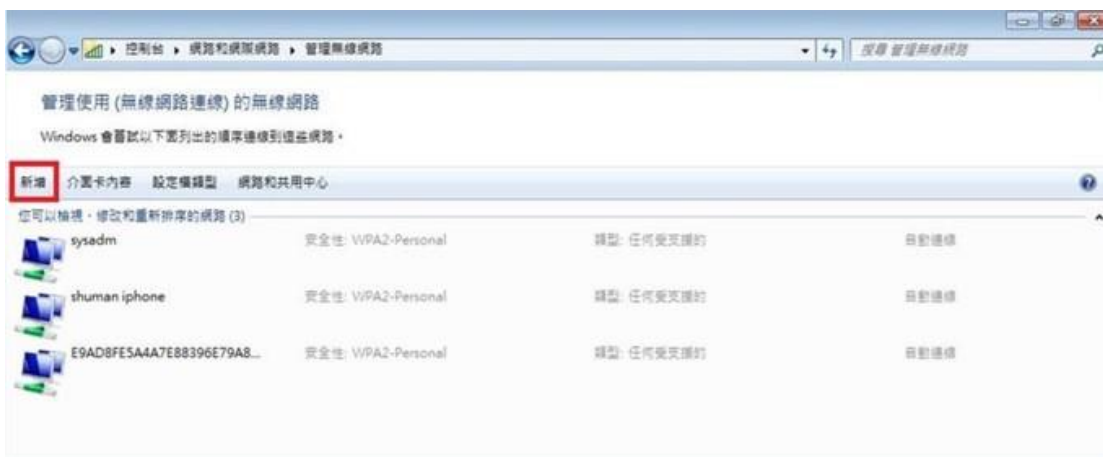 控制台 ▸ 網路和網際網路 ▸ 管理無線網路
搜尋 管理無線網路
管理使用 (無線網路連線) 的無線網路
Windows 會嘗試以下面列出的順序連線到這些網路。
新增 介面卡內容 設定檔類型 網路和共用中心
您可以檢視、修改和重新排序的網路 (3)
sysadm 安全性: WPA2-Personal 類型: 任何受支援的 自動連線
shuman iphone 安全性: WPA2-Personal 類型: 任何受支援的 自動連線
E9AD8FE5A4A7E88396E79A8... 安全性: WPA2-Personal 類型: 任何受支援的 自動連線